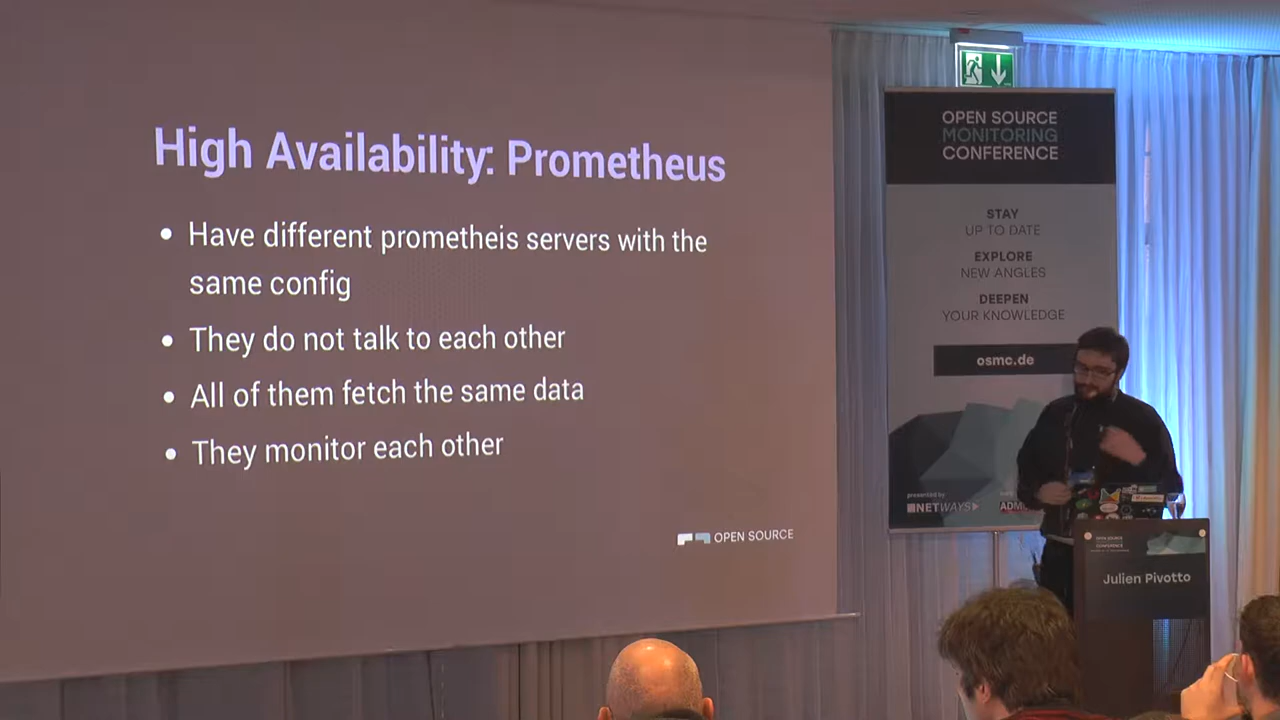 High Availability: Prometheus
Have different prometheis servers with the
same config
They do not talk to each other
All of them fetch the same data
They monitor each other
OPEN SOURCE
OPEN SOURCE
MONITORING
CONFERENCE
STAY
UP TO DATE
EXPLORE
NEW ANGLES
DEEPEN
YOUR KNOWLEDGE
osmc.de
presented by
NETWAYS
Julien Pivotto